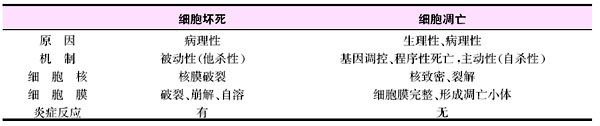 细胞坏死 细胞凋亡
原 因 病理性 生理性、病理性
机 制 被动性(他杀性) 基因调控、程序性死亡,主动性(自杀性)
细 胞 核 核膜破裂 核致密、裂解
细 胞 膜 破裂、崩解、自溶 细胞膜完整、形成凋亡小体
炎症反应 有 无